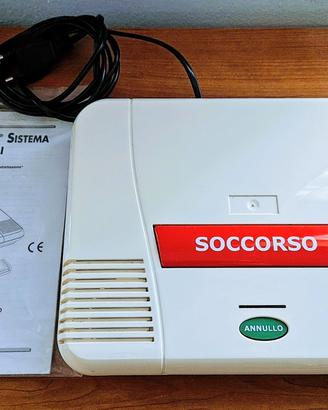 SISTEMA
I
CE
SOCCORSO
ANNULLO